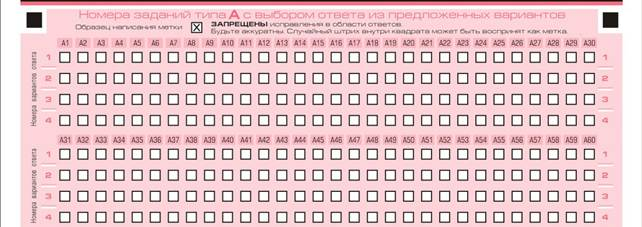 Номера заданий типа А с выбором ответа из предложенных вариантов
Образец написания метки X ЗАПРЕЩЕНЫ исправления в области ответов.
Будьте аккуратны. Случайный штрих внутри квадрата может быть воспринят как метка.
A1 A2 A3 A4 A5 A6 A7 A8 A9 A10 A11 A12 A13 A14 A15 A16 A17 A18 A19 A20 A21 A22 A23 A24 A25 A26 A27 A28 A29 A30
Номера вариантов ответа
1 1
2 2
3 3
4 4
A31 A32 A33 A34 A35 A36 A37 A38 A39 A40 A41 A42 A43 A44 A45 A46 A47 A48 A49 A50 A51 A52 A53 A54 A55 A56 A57 A58 A59 A60
Номера вариантов ответа
1 1
2 2
3 3
4 4